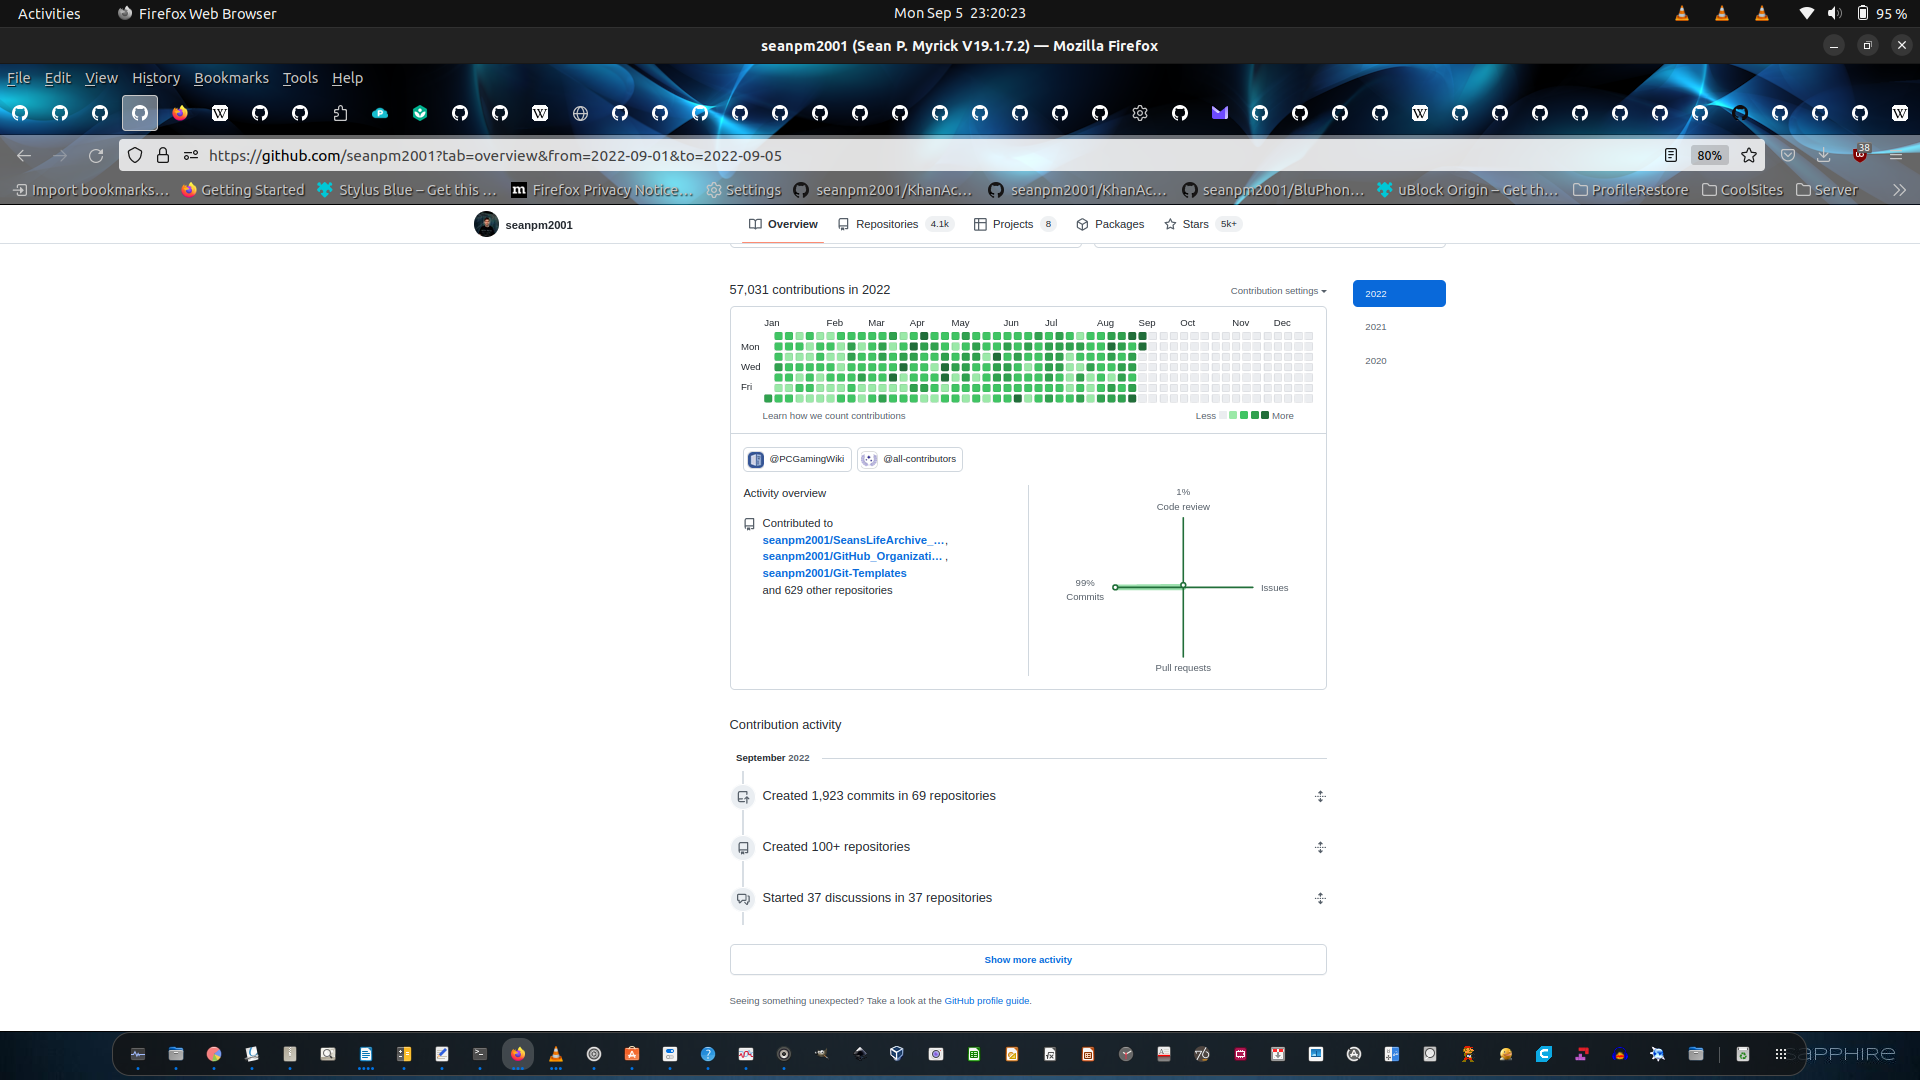 Activities
Firefox Web Browser
Mon Sep 5 23:20:23
95 %
seanpm2001 (Sean P. Myrick V19.1.7.2) — Mozilla Firefox
File Edit View History Bookmarks Tools Help
https://github.com/seanpm2001?tab=overview&from=2022-09-01&to=2022-09-05
80%
38
Import bookmarks…
Getting Started
Stylus Blue – Get this …
Firefox Privacy Notice…
Settings
seanpm2001/KhanAc…
seanpm2001/KhanAc…
seanpm2001/BluPhon…
uBlock Origin – Get th…
ProfileRestore
CoolSites
Server
seanpm2001
Overview
Repositories 4.1k
Projects 8
Packages
Stars 5k+
57,031 contributions in 2022
Contribution settings
2022
2021
2020
Jan Feb Mar Apr May Jun Jul Aug Sep Oct Nov Dec
Mon
Wed
Fri
Learn how we count contributions
Less
More
@PCGamingWiki
@all-contributors
Activity overview
Contributed to
seanpm2001/SeansLifeArchive_…,
seanpm2001/GitHub_Organizati… ,
seanpm2001/Git-Templates
and 629 other repositories
1%
Code review
99%
Commits
Issues
Pull requests
Contribution activity
September 2022
Created 1,923 commits in 69 repositories
Created 100+ repositories
Started 37 discussions in 37 repositories
Show more activity
Seeing something unexpected? Take a look at the GitHub profile guide.
76
SAPPHIRE